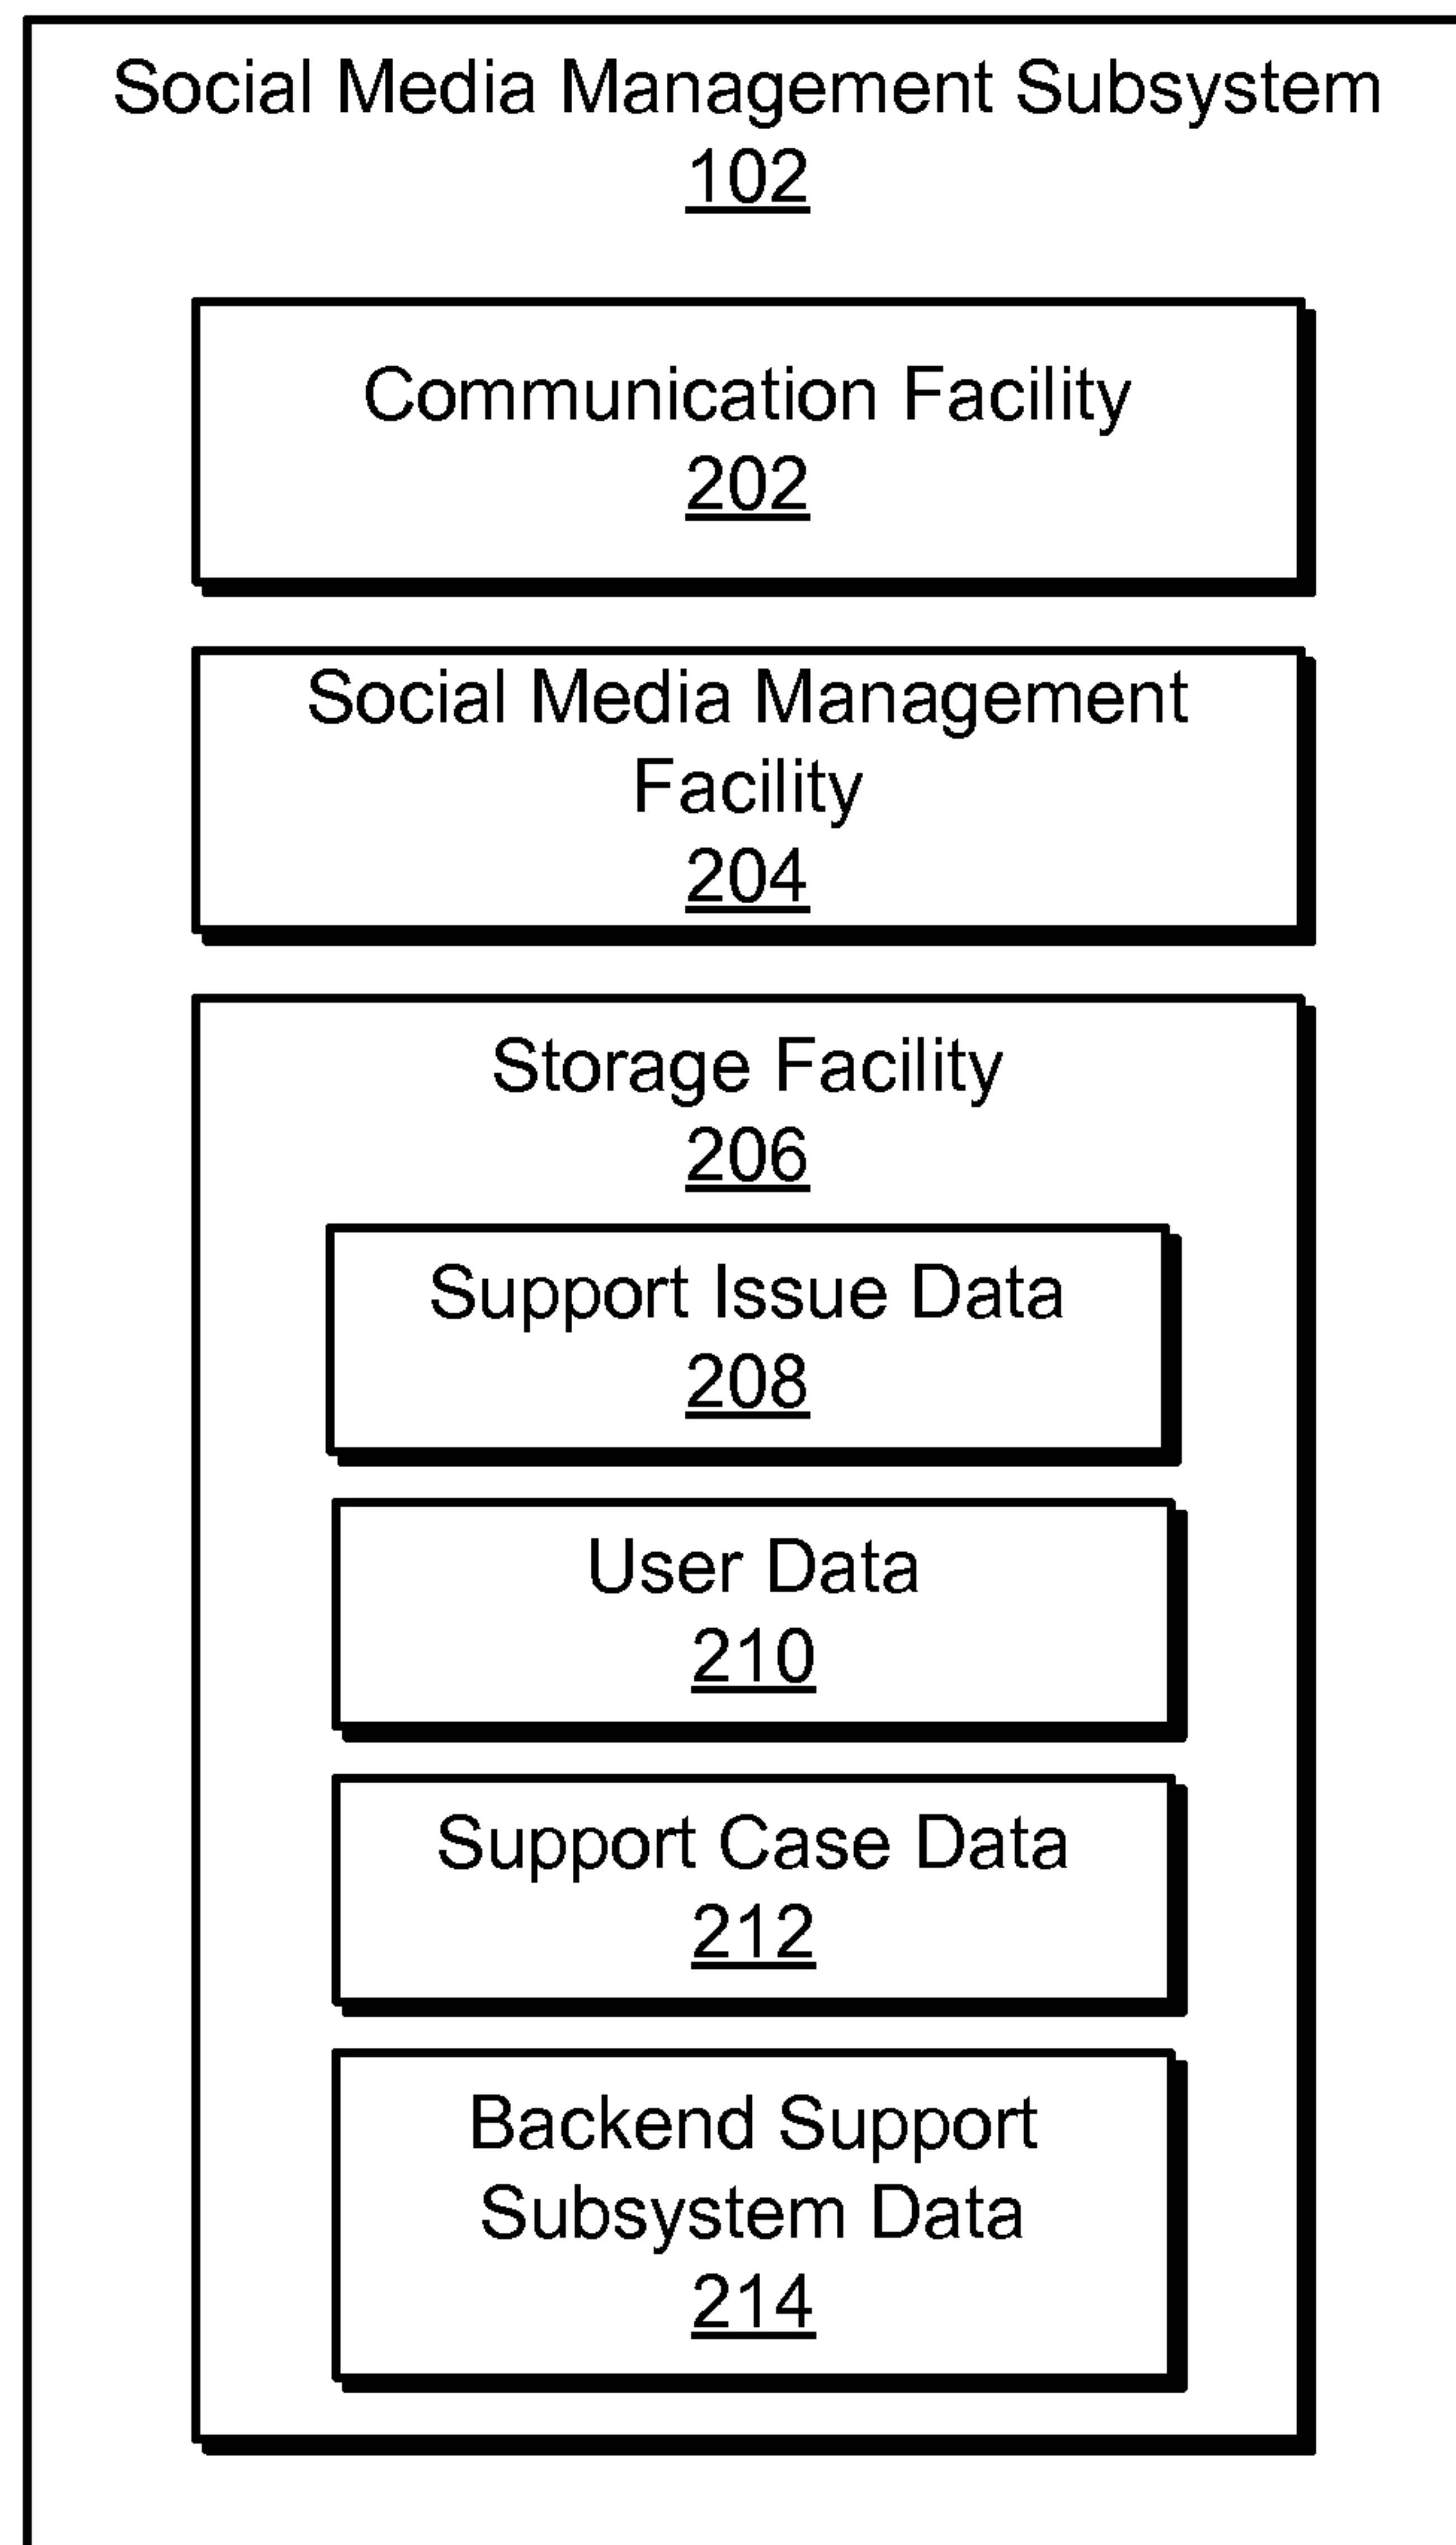 Social Media Management Subsystem
102
Communication Facility
202
Social Media Management
Facility
204
Storage Facility
206
Support Issue Data
208
User Data
210
Support Case Data
212
Backend Support
Subsystem Data
214